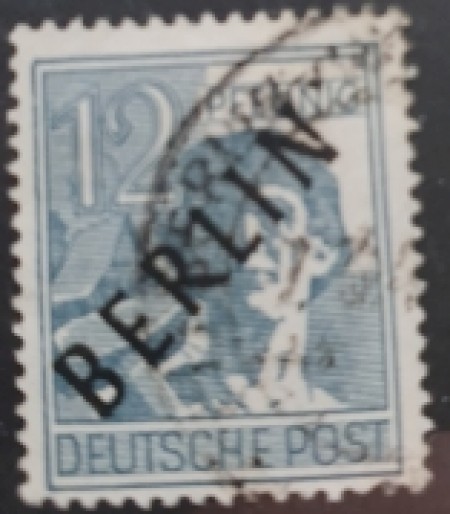 12 PFENNIG
BERLIN
DEUTSCHE POST